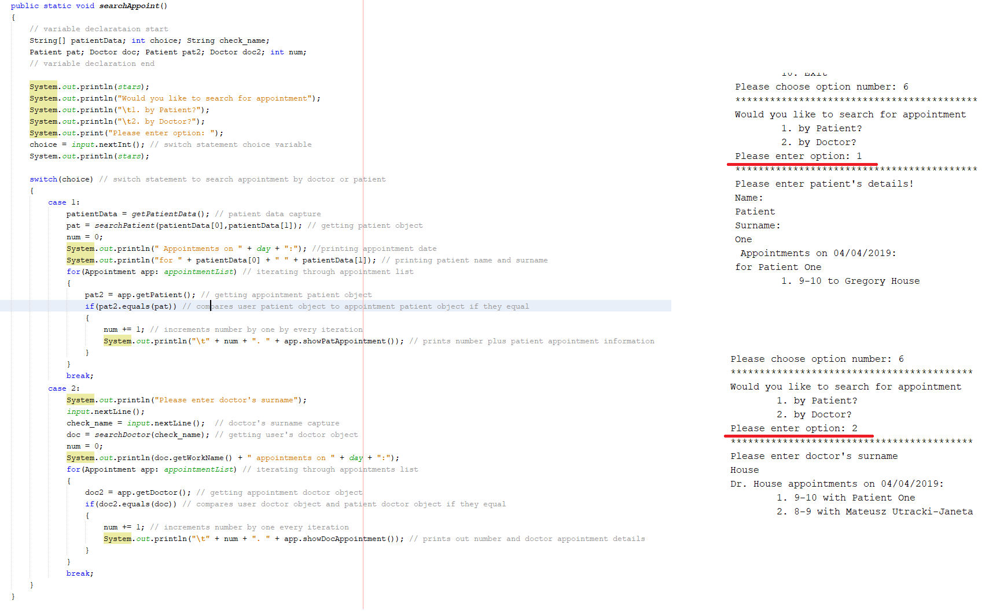 public static void searchAppoint()
{
// variable declarataion start
String[] patientData; int choice; String check_name;
Patient pat; Doctor doc; Patient pat2; Doctor doc2; int num;
// variable declaration end
System.out.println(stars);
System.out.println("Would you like to search for appointment");
System.out.println("\t1. by Patient?");
System.out.println("\t2. by Doctor?");
System.out.print("Please enter option: ");
choice = input.nextInt(); // switch statement choice variable
System.out.println(stars);
switch(choice) // switch statement to search appointment by doctor or patient
{
case 1:
patientData = getPatientData(); // patient data capture
pat = searchPatient(patientData[0],patientData[1]); // getting patient object
num = 0;
System.out.println(" Appointments on " + day + ":"); //printing appointment date
System.out.println("for " + patientData[0] + " " + patientData[1]); // printing patient name and surname
for(Appointment app: appointmentList) // iterating through appointment list
{
pat2 = app.getPatient(); // getting appointment patient object
if(pat2.equals(pat)) // compares user patient object to appointment patient object if they equal
{
num += 1; // increments number by one by every iteration
System.out.println("\t" + num + ". " + app.showPatAppointment()); // prints number plus patient appointment information
}
}
break;
case 2:
System.out.println("Please enter doctor's surname");
input.nextLine();
check_name = input.nextLine();  // doctor's surname capture
doc = searchDoctor(check_name); // getting user's doctor object
num = 0;
System.out.println(doc.getWorkName() + " appointments on " + day + ":");
for(Appointment app: appointmentList) // iterating through appointments list
{
doc2 = app.getDoctor(); // getting appointment doctor object
if(doc2.equals(doc)) // compares user doctor object and patient doctor object if they equal
{
num += 1; // increments number by one every iteration
System.out.println("\t" + num + ". " + app.showDocAppointment()); // prints out number and doctor appointment details
}
}
break;
}
}
10. Exit
Please choose option number: 6
******************************************
Would you like to search for appointment
1. by Patient?
2. by Doctor?
Please enter option: 1
******************************************
Please enter patient's details!
Name:
Patient
Surname:
One
Appointments on 04/04/2019:
for Patient One
1. 9-10 to Gregory House
Please choose option number: 6
******************************************
Would you like to search for appointment
1. by Patient?
2. by Doctor?
Please enter option: 2
******************************************
Please enter doctor's surname
House
Dr. House appointments on 04/04/2019:
1. 9-10 with Patient One
2. 8-9 with Mateusz Utracki-Janeta